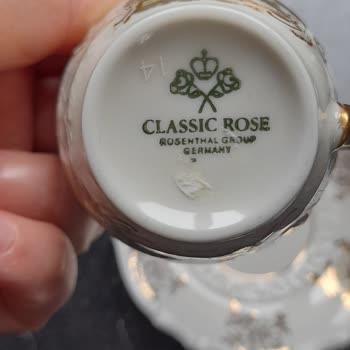 14
CLASSIC ROSE
ROSENTHAL GROUP
GERMANY